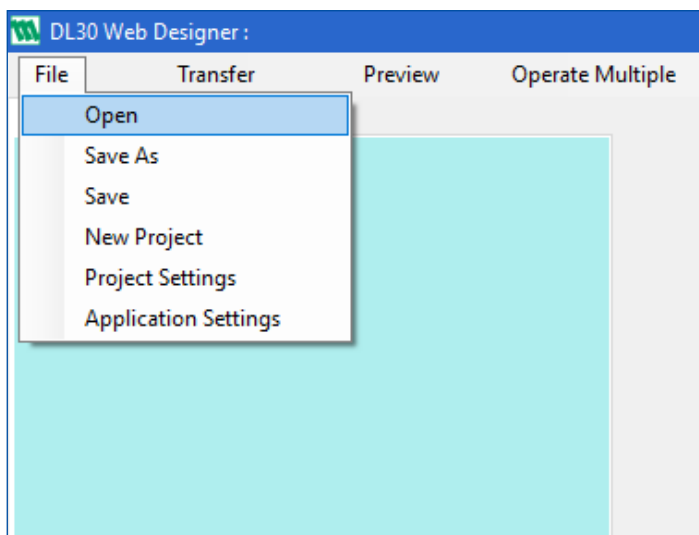 DL30 Web Designer :
File Transfer Preview Operate Multiple
Open
Save As
Save
New Project
Project Settings
Application Settings